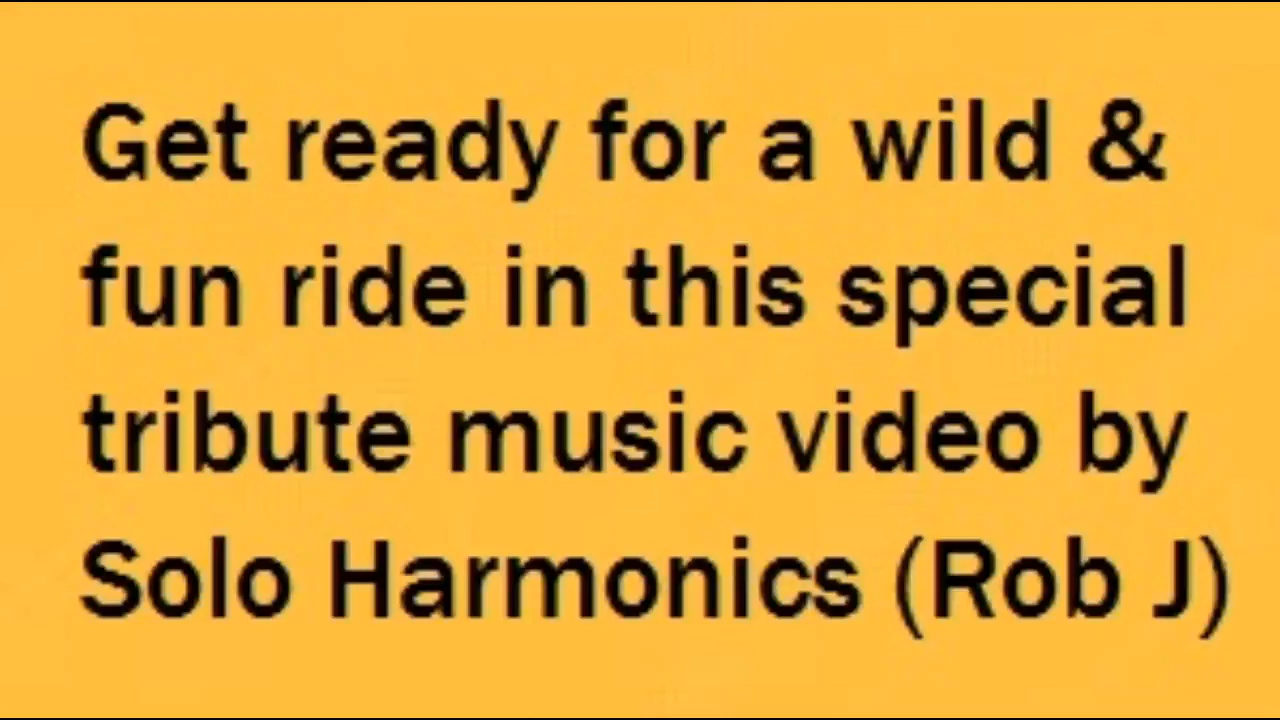 Get ready for a wild &
fun ride in this special
tribute music video by
Solo Harmonics (Rob J)